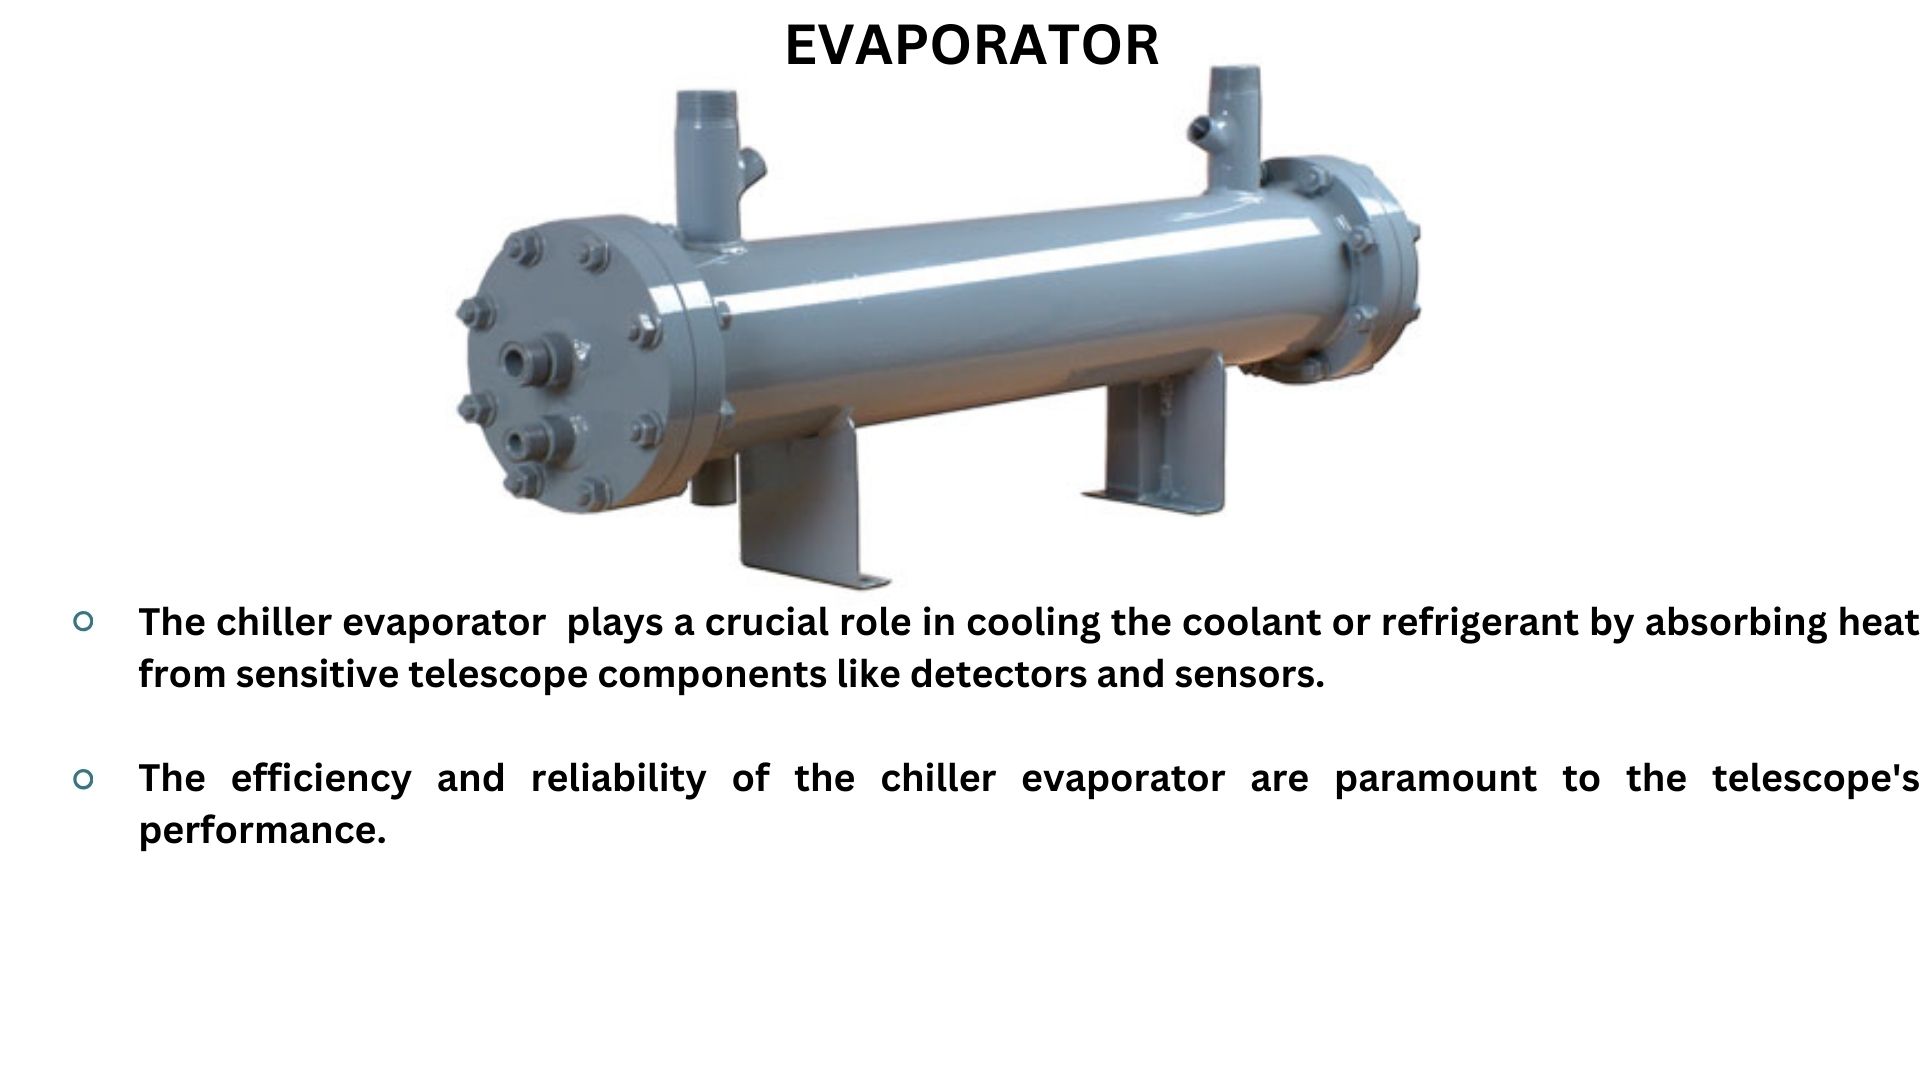 EVAPORATOR
The chiller evaporator  plays a crucial role in cooling the coolant or refrigerant by absorbing heat
from sensitive telescope components like detectors and sensors.
The efficiency and reliability of the chiller evaporator are paramount to the telescope's
performance.